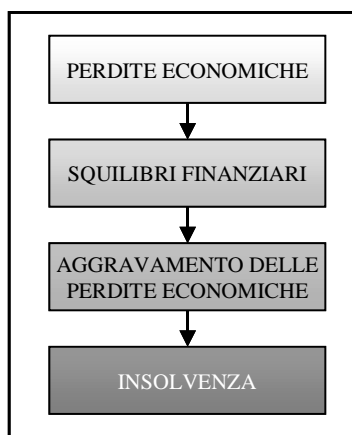 PERDITE ECONOMICHE
SQUILIBRI FINANZIARI
AGGRAVAMENTO DELLE
PERDITE ECONOMICHE
INSOLVENZA